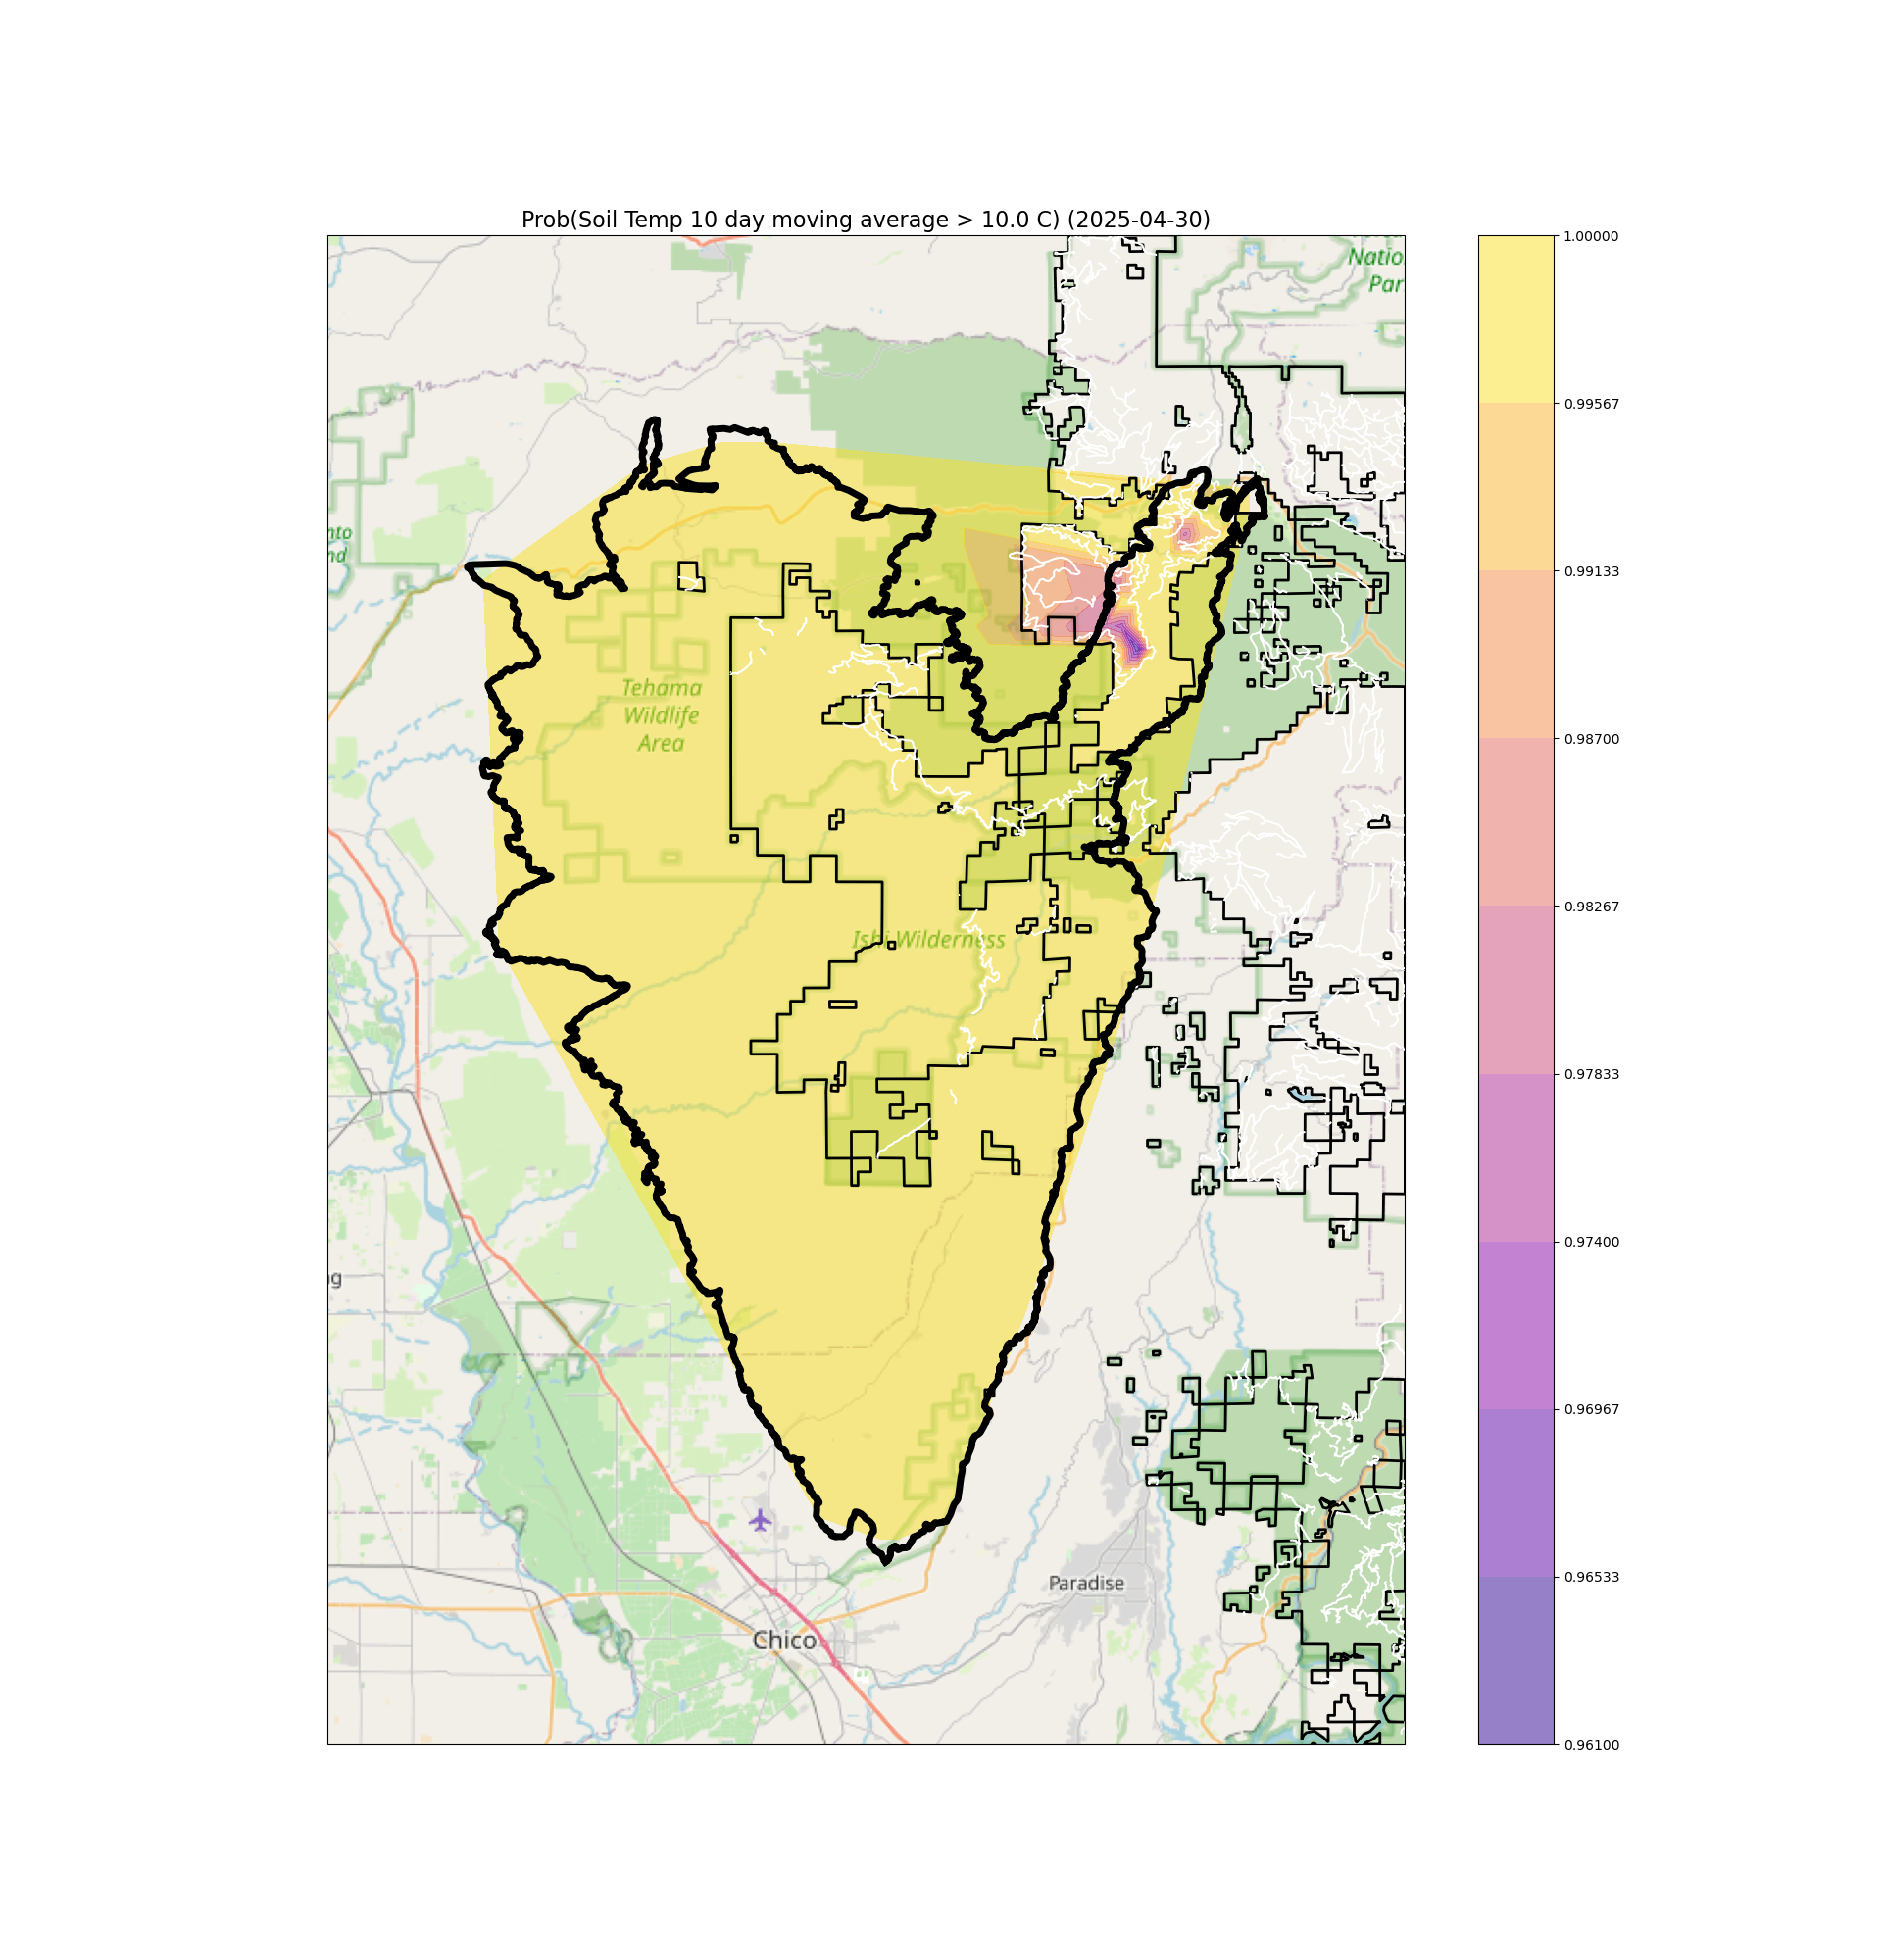 Prob(Soil Temp 10 day moving average > 10.0 C) (2025-04-30)
Natio
Par
nto
nd
Tehama
Wildlife
Area
Ishi Wilderness
g
Paradise
Chico
1.00000
0.99567
0.99133
0.98700
0.98267
0.97833
0.97400
0.96967
0.96533
0.96100